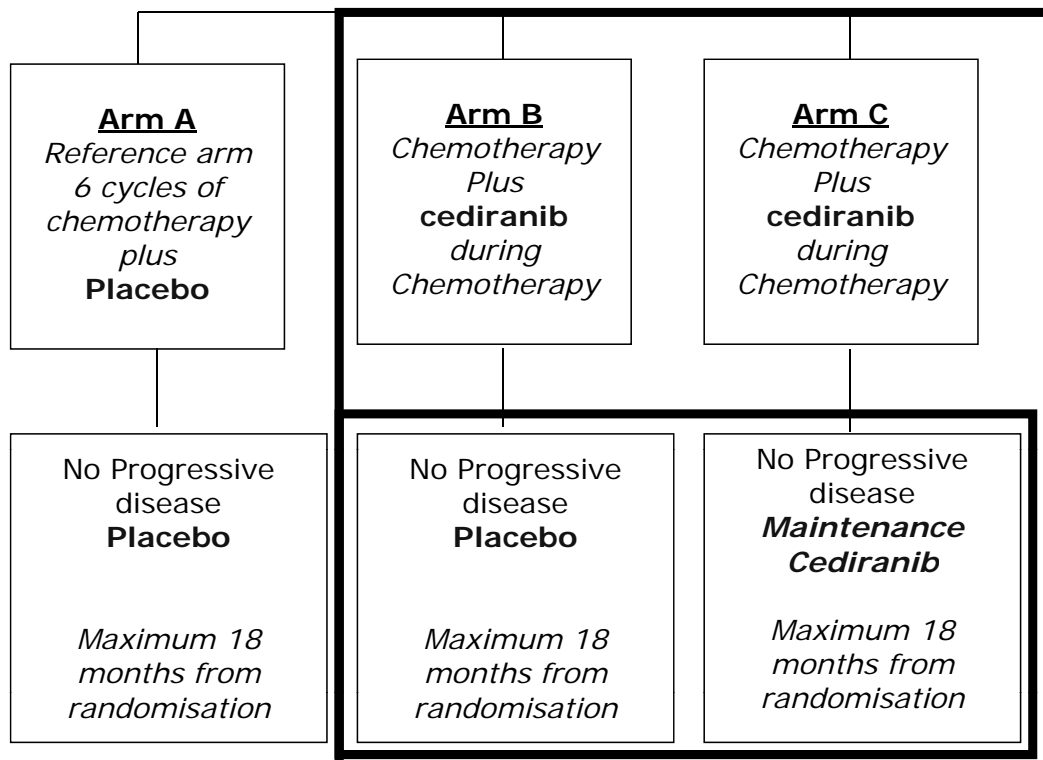 Arm A
Reference arm
6 cycles of
chemotherapy
plus
Placebo
Arm B
Chemotherapy
Plus
cediranib
during
Chemotherapy
Arm C
Chemotherapy
Plus
cediranib
during
Chemotherapy
No Progressive
disease
Placebo
Maximum 18
months from
randomisation
No Progressive
disease
Placebo
Maximum 18
months from
randomisation
No Progressive
disease
Maintenance
Cediranib
Maximum 18
months from
randomisation